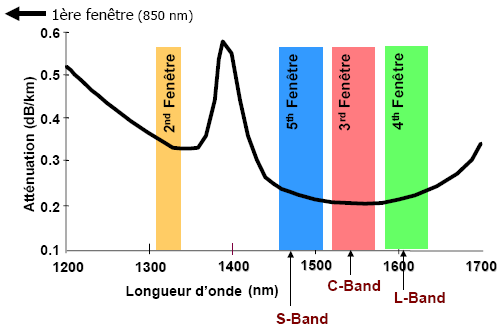 1ère fenêtre (850 nm)
0.6
0.5
0.4
0.3
0.2
0.1
Atténuation (dB/km)
2nd Fenêtre
5th Fenêtre
3rd Fenêtre
4th Fenêtre
1200 1300 1400 1500 1600 1700
Longueur d'onde (nm)
C-Band
L-Band
S-Band